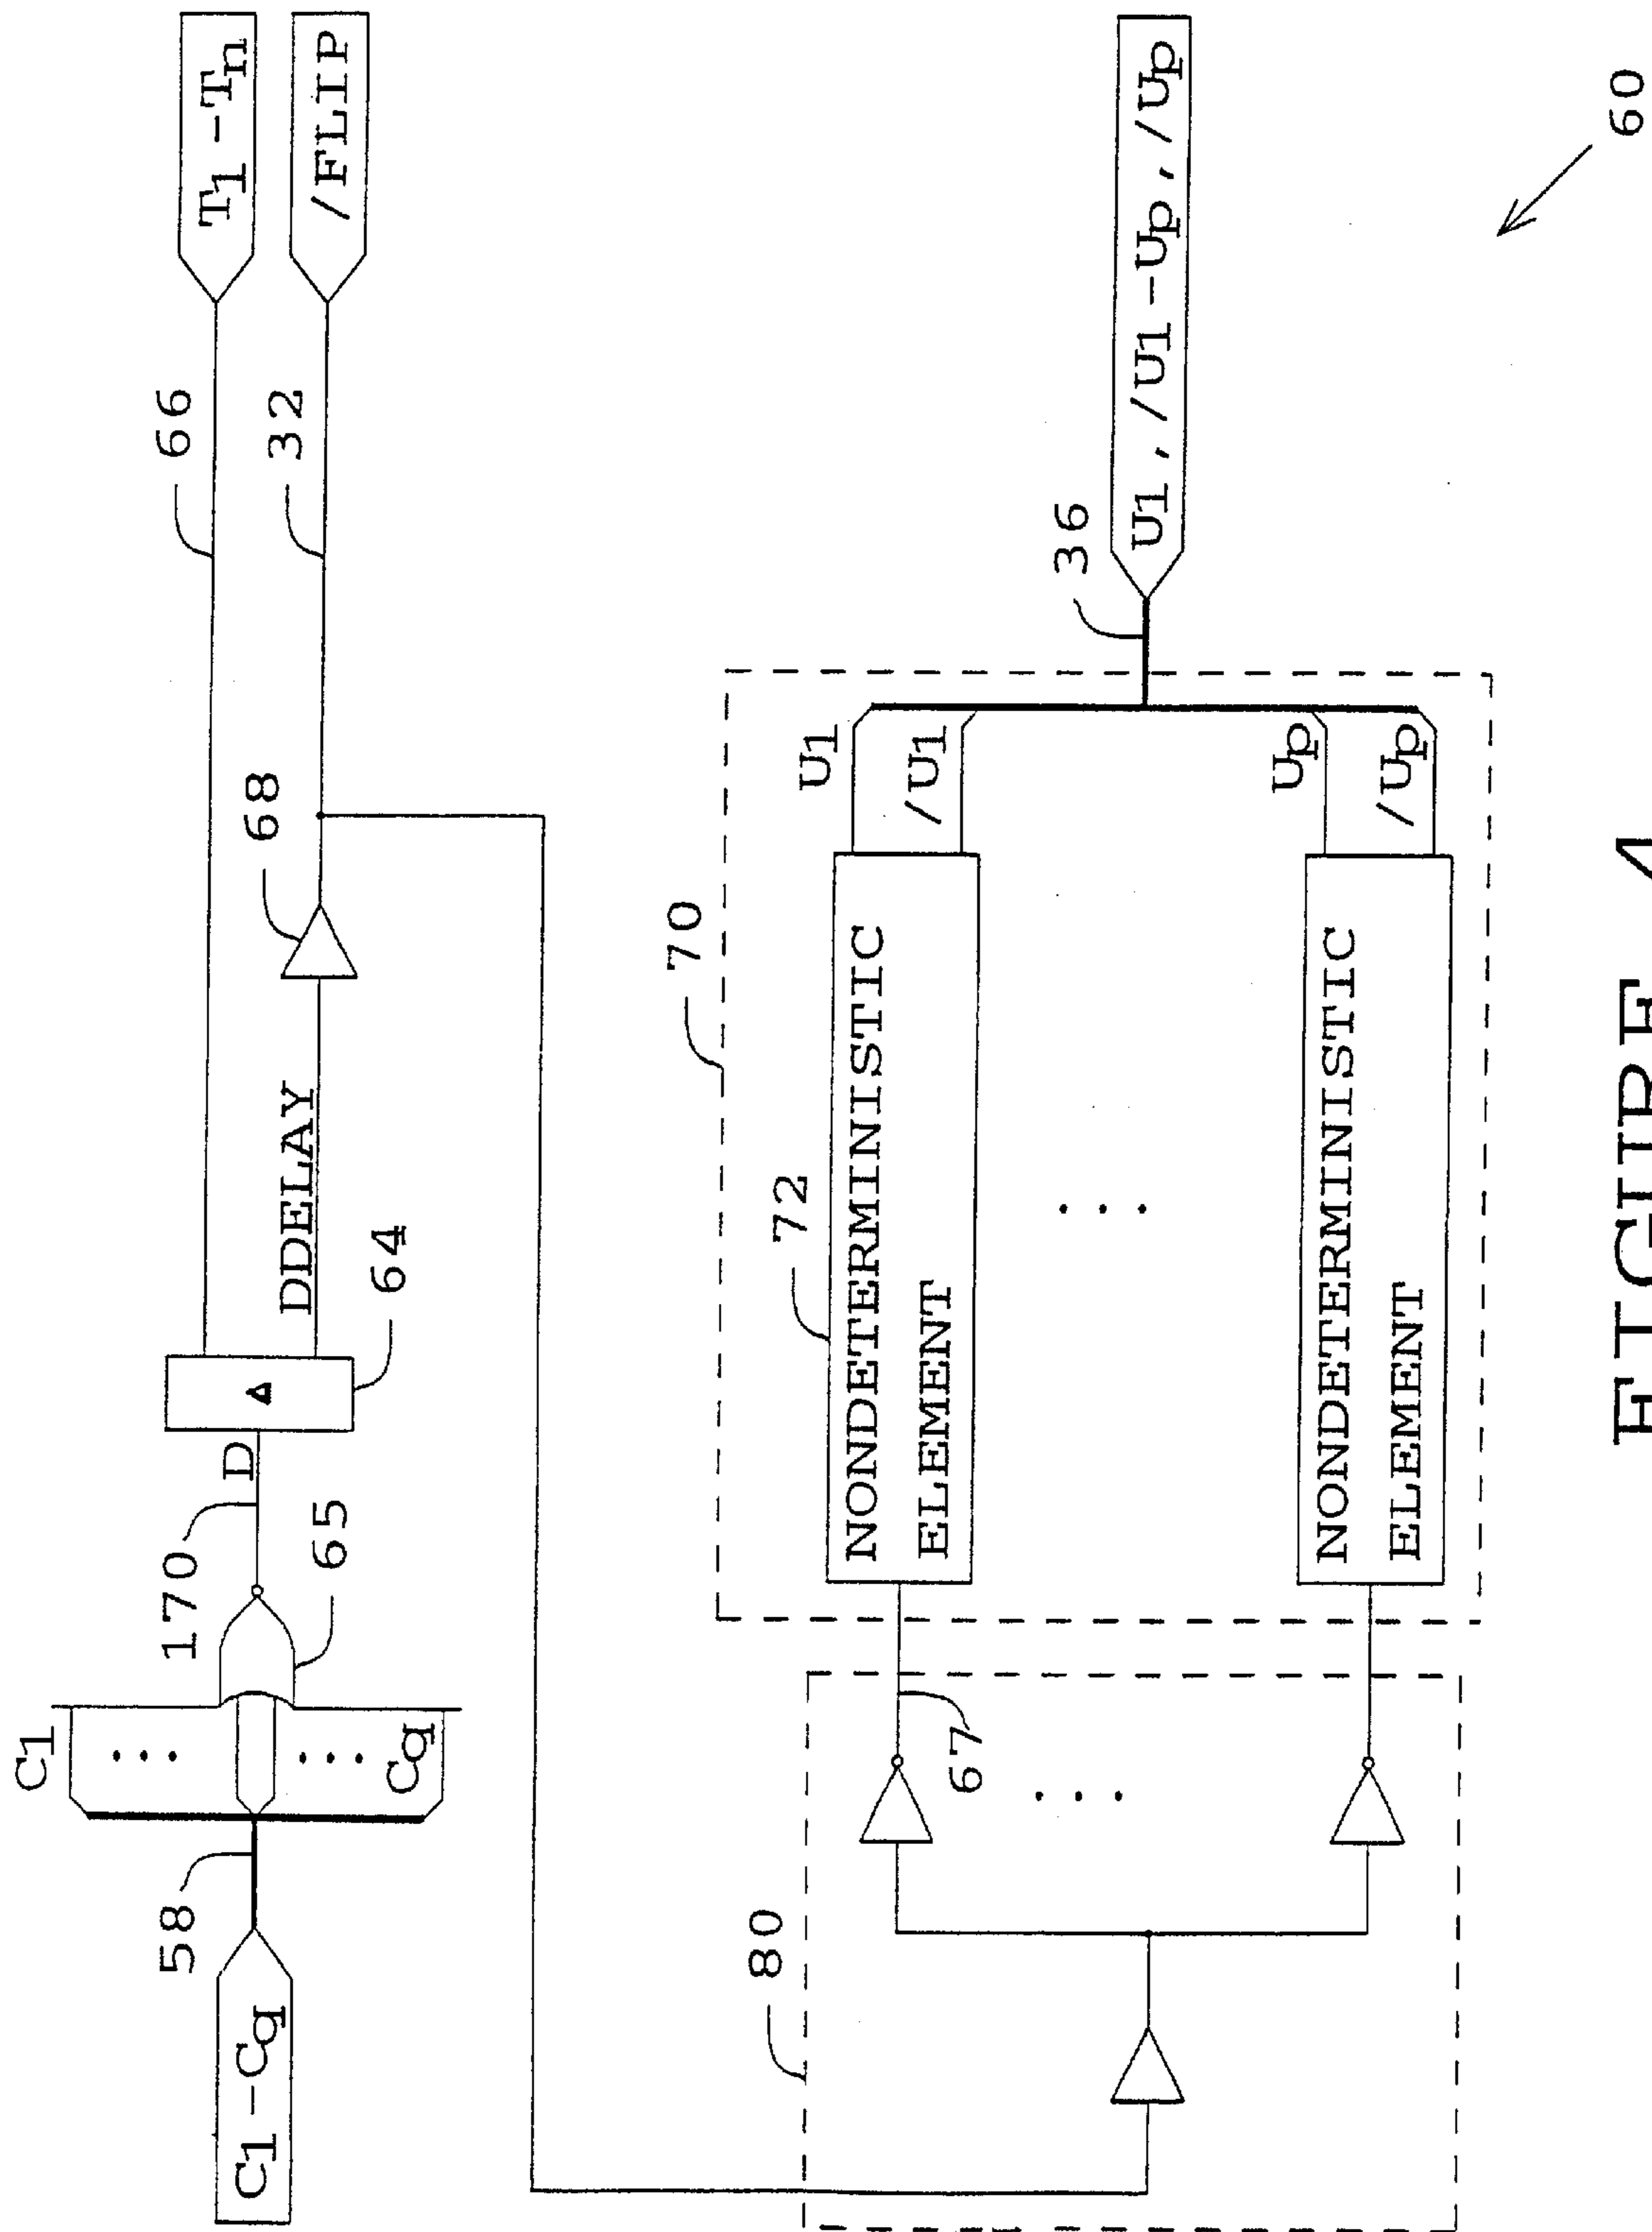 C1-Cq
58
C1
Cq
65
170
D
64
DDELAY
68
66
T1-Tn
32
/FLIP
80
67
70
72
NONDETERMINISTIC
ELEMENT
U1
/U1
NONDETERMINISTIC
ELEMENT
Up
/Up
36
U1,/U1-Up,/Up
60
FIGURE 4